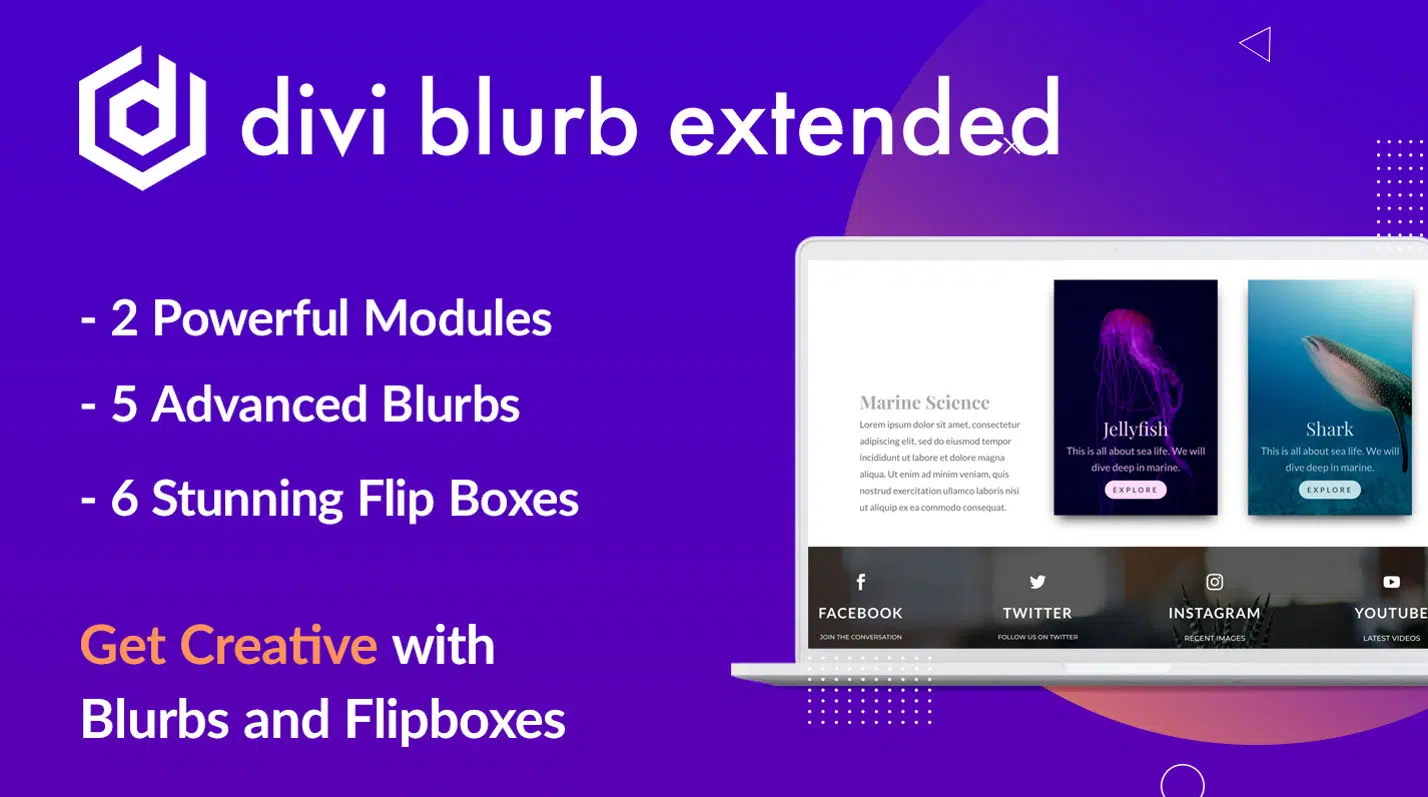 divi blurb extended
- 2 Powerful Modules
- 5 Advanced Blurbs
- 6 Stunning Flip Boxes
Get Creative with
Blurbs and Flipboxes
Marine Science
Lorem ipsum dolor sit amet, consectetur
adipiscing elit, sed do eiusmod tempor
incididunt ut labore et dolore magna
aliqua. Ut enim ad minim veniam, quis
nostrud exercitation ullamco laboris nisi
ut aliquip ex ea commodo consequat.
Jellyfish
This is all about sea life. We will
dive deep in marine.
EXPLORE
Shark
This is all about sea life. We will
dive deep in marine.
EXPLORE
FACEBOOK
JOIN THE CONVERSATION
TWITTER
FOLLOW US ON TWITTER
INSTAGRAM
RECENT IMAGES
YOUTUBE
LATEST VIDEOS